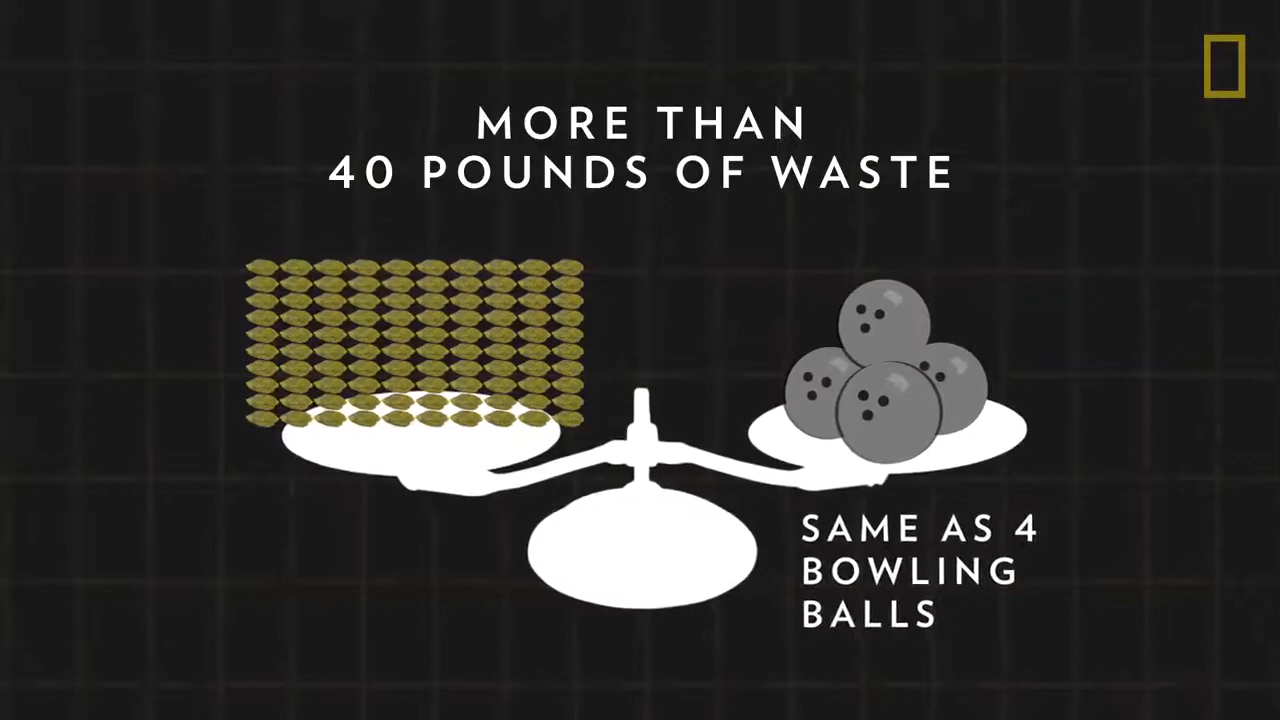 MORE THAN
40 POUNDS OF WASTE
SAME AS 4
BOWLING
BALLS